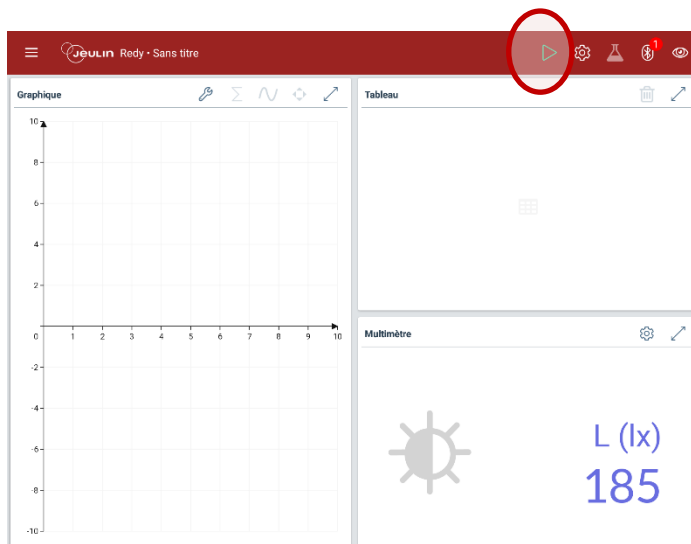 Jeulin Redy • Sans titre
1
Graphique
10
8
6
4
2
0 1 2 3 4 5 6 7 8 9 10
-2
-4
-6
-8
-10
Tableau
Multimètre
L (lx)
185